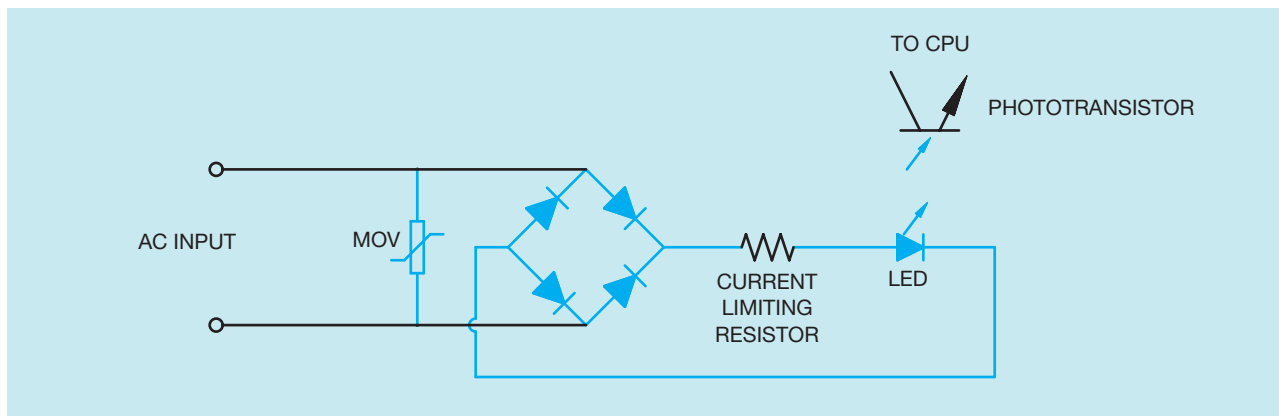 TO CPU
PHOTOTRANSISTOR
AC INPUT
MOV
CURRENT
LIMITING
RESISTOR
LED